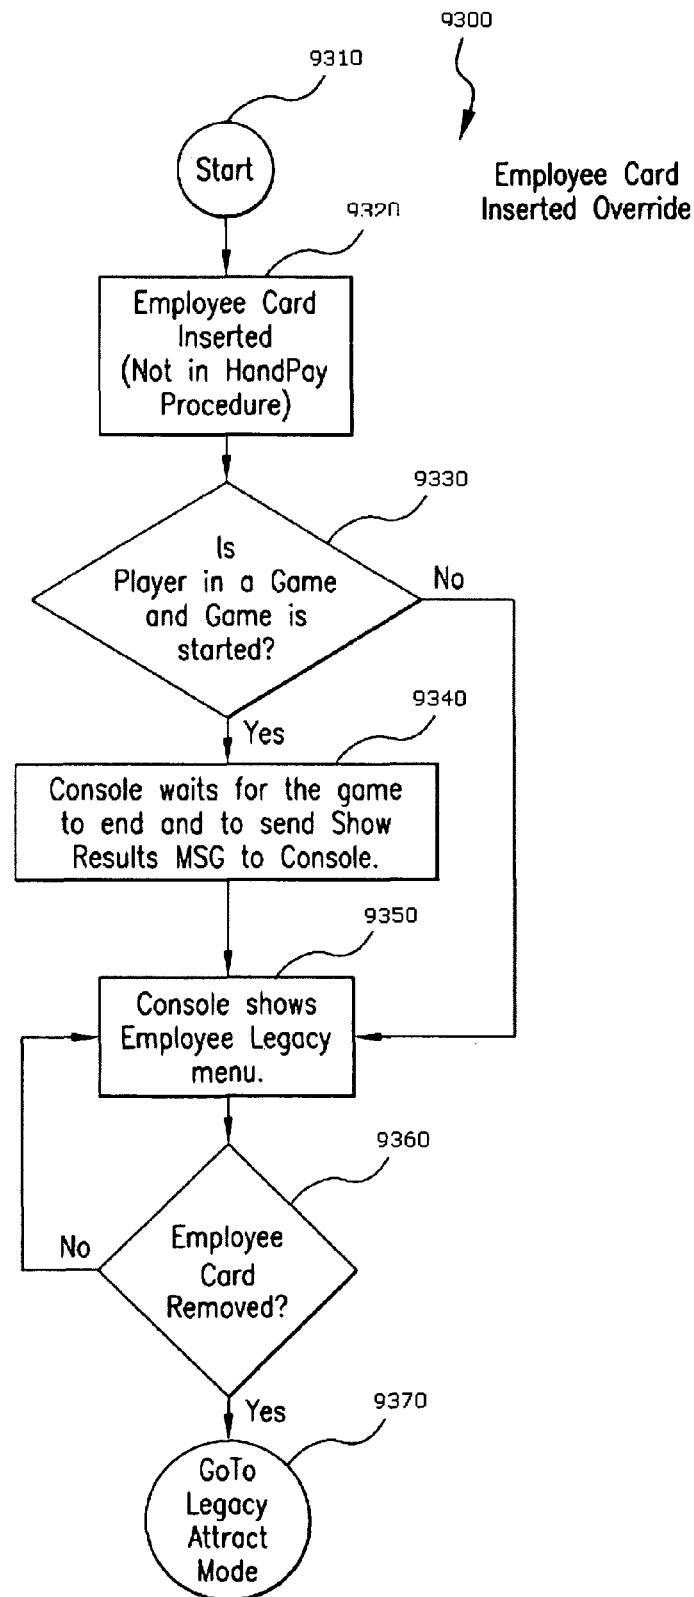 9300
9310
Start
Employee Card
Inserted Override
9320
Employee Card
Inserted
(Not in HandPay
Procedure)
9330
Is
Player in a Game
and Game is
started?
No
9340
Yes
Console waits for the game
to end and to send Show
Results MSG to Console.
9350
Console shows
Employee Legacy
menu.
9360
Employee
Card
Removed?
No
Yes
9370
GoTo
Legacy
Attract
Mode